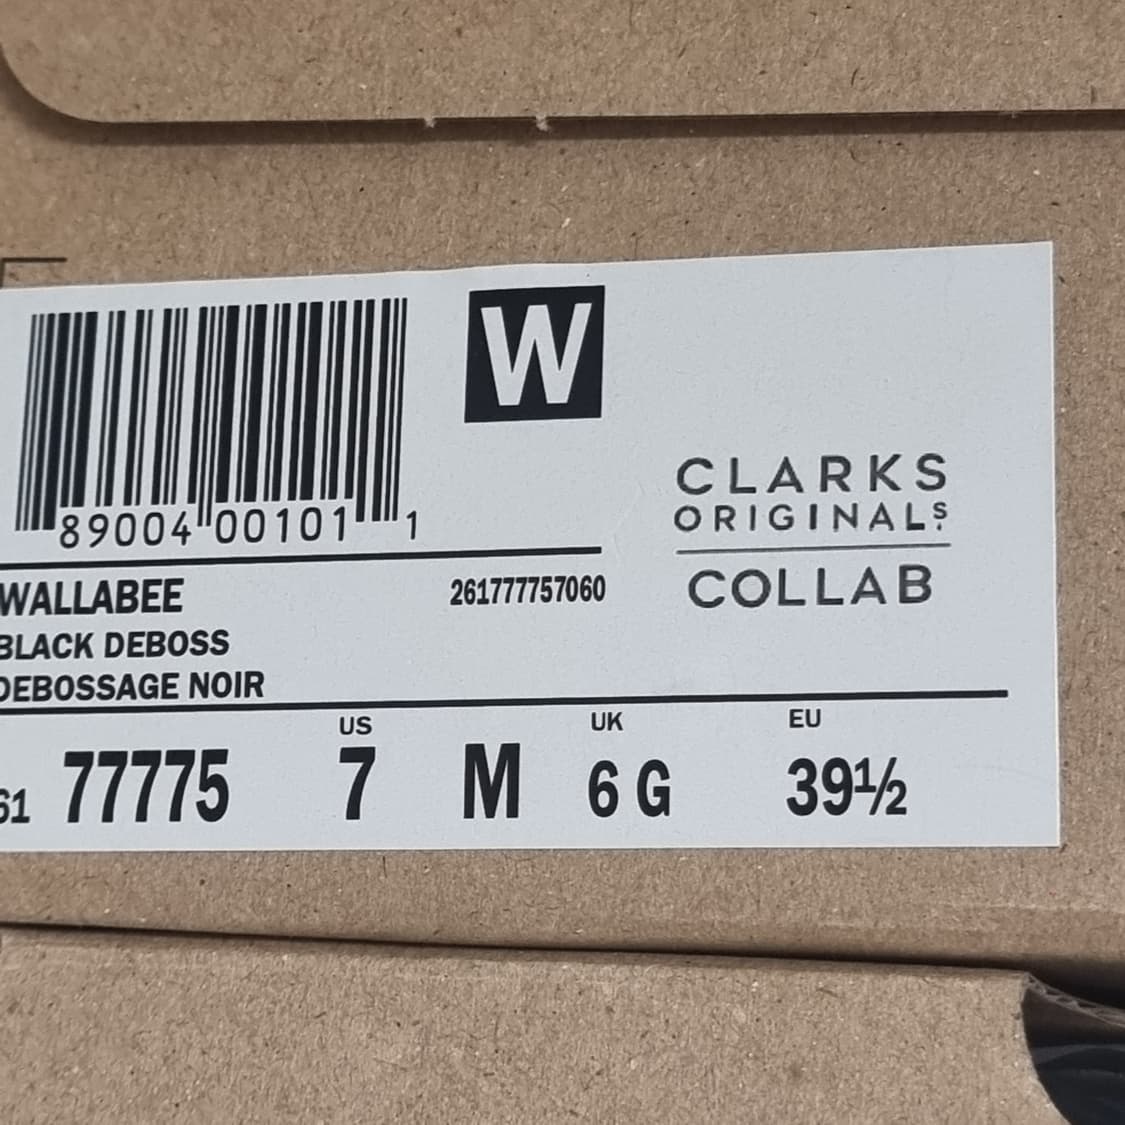 W
89004 00101 1
CLARKS
ORIGINALS
COLLAB
WALLABEE
261777757060
BLACK DEBOSS
DEBOSSAGE NOIR
US
UK
EU
61 77775 7 M 6 G 39½